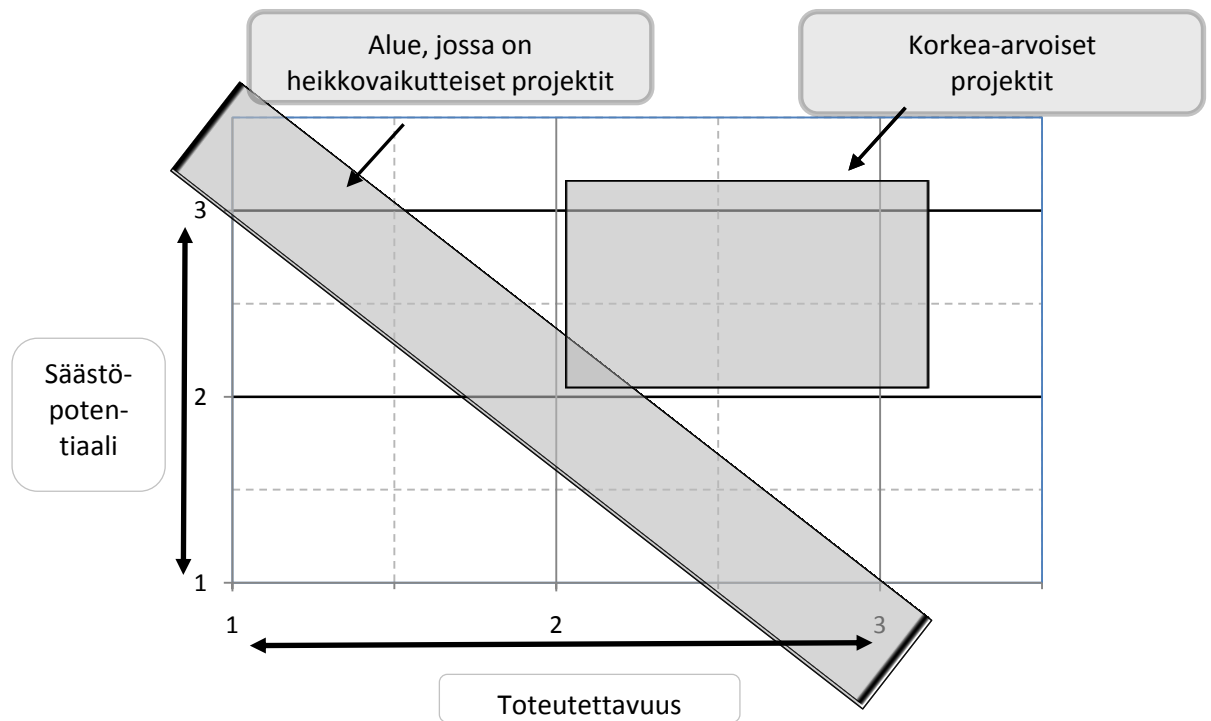 Alue, jossa on
heikkovaikutteiset projektit
Korkea-arvoiset
projektit
3
Säästö-
poten-
tiaali
2
1
1 2 3
Toteutettavuus